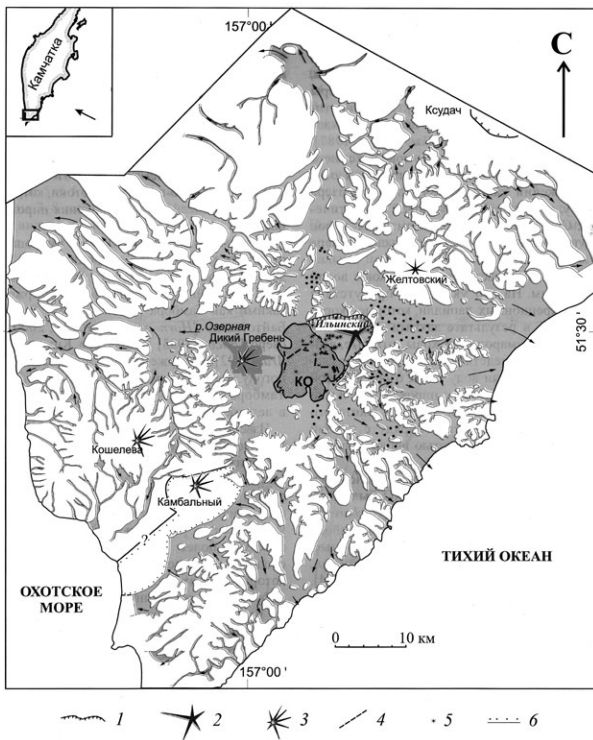 157°00'
Камчатка
С
Ксудач
Желтовский
51°30'
р.Озерная
Ильинский
Дикий Гребень
КО
Кошелева
Камбальный
?
ТИХИЙ ОКЕАН
ОХОТСКОЕ
МОРЕ
0 10 км
157°00'
1 2 3 4 5 6